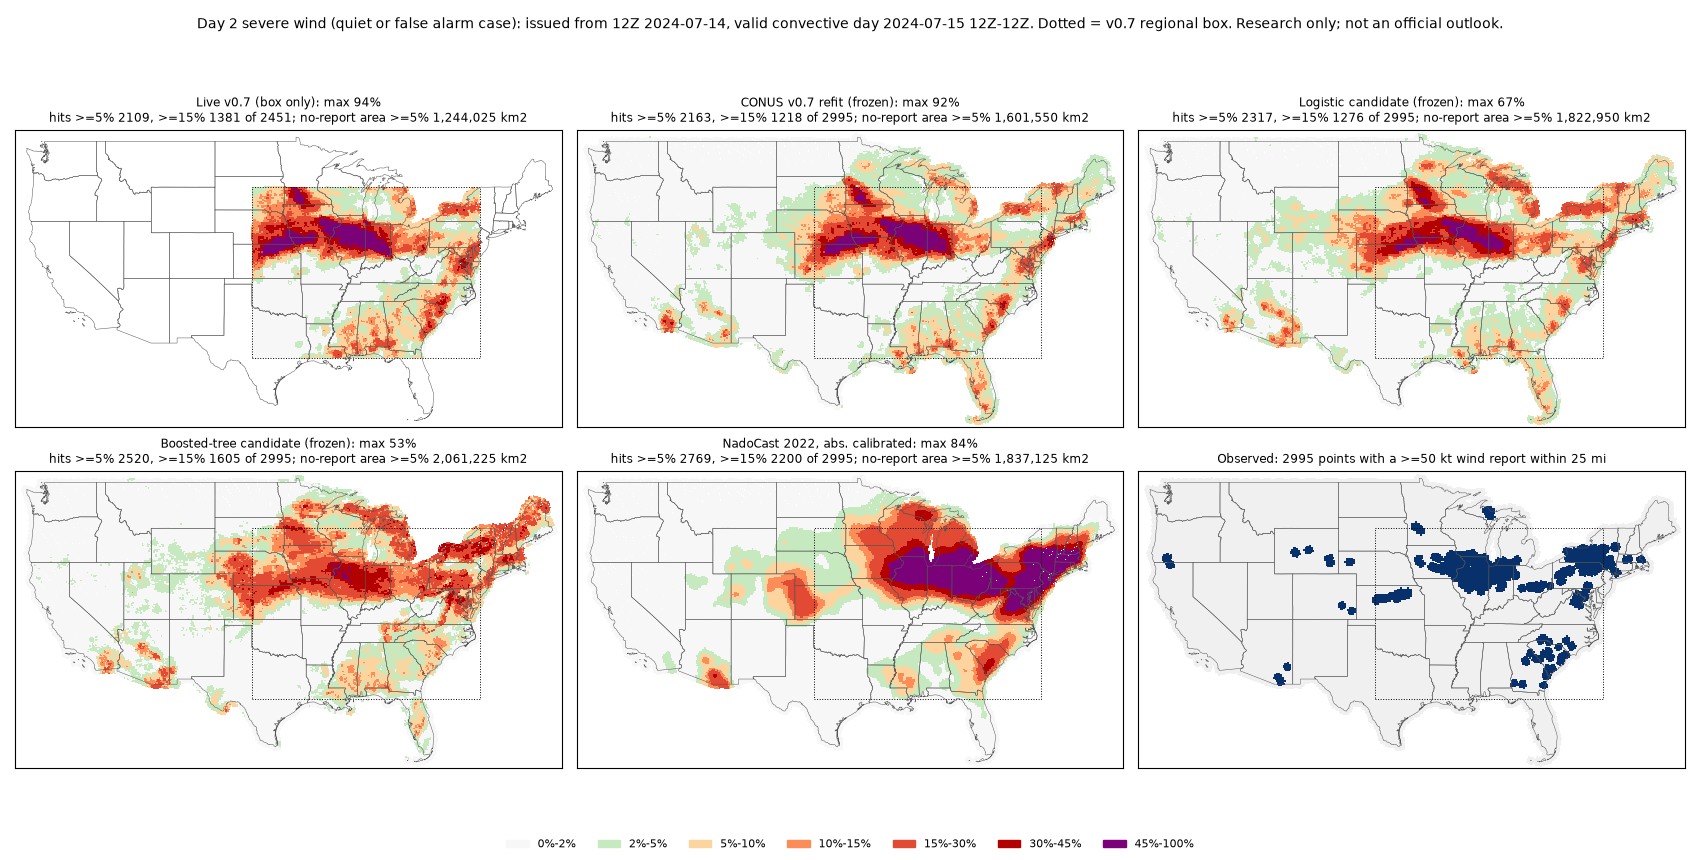 Day 2 severe wind (quiet or false alarm case): issued from 12Z 2024-07-14, valid convective day 2024-07-15 12Z-12Z. Dotted = v0.7 regional box. Research only; not an official outlook.
Live v0.7 (box only): max 94%
hits >=5% 2109, >=15% 1381 of 2451; no-report area >=5% 1,244,025 km2
CONUS v0.7 refit (frozen): max 92%
hits >=5% 2163, >=15% 1218 of 2995; no-report area >=5% 1,601,550 km2
Logistic candidate (frozen): max 67%
hits >=5% 2317, >=15% 1276 of 2995; no-report area >=5% 1,822,950 km2
Boosted-tree candidate (frozen): max 53%
hits >=5% 2520, >=15% 1605 of 2995; no-report area >=5% 2,061,225 km2
NadoCast 2022, abs. calibrated: max 84%
hits >=5% 2769, >=15% 2200 of 2995; no-report area >=5% 1,837,125 km2
Observed: 2995 points with a >=50 kt wind report within 25 mi
0%-2% 2%-5% 5%-10% 10%-15% 15%-30% 30%-45% 45%-100%